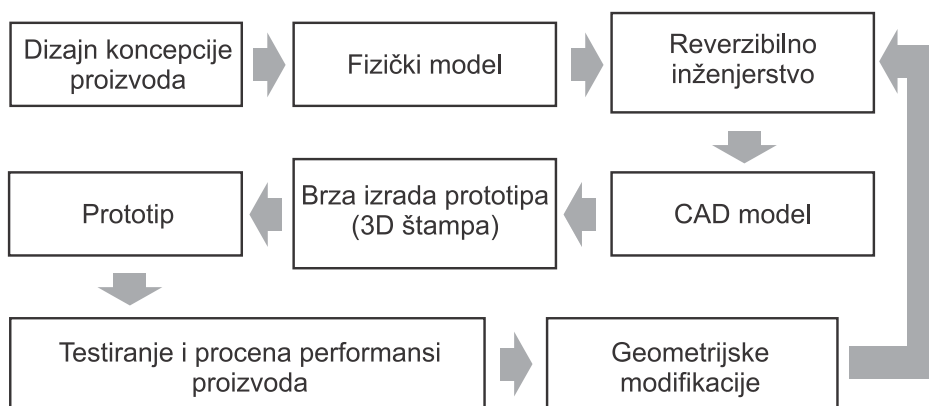 Dizajn koncepcije
proizvoda
Fizički model
Reverzibilno
inženjerstvo
Prototip
Brza izrada prototipa
(3D štampa)
CAD model
Testiranje i procena performansi
proizvoda
Geometrijske
modifikacije